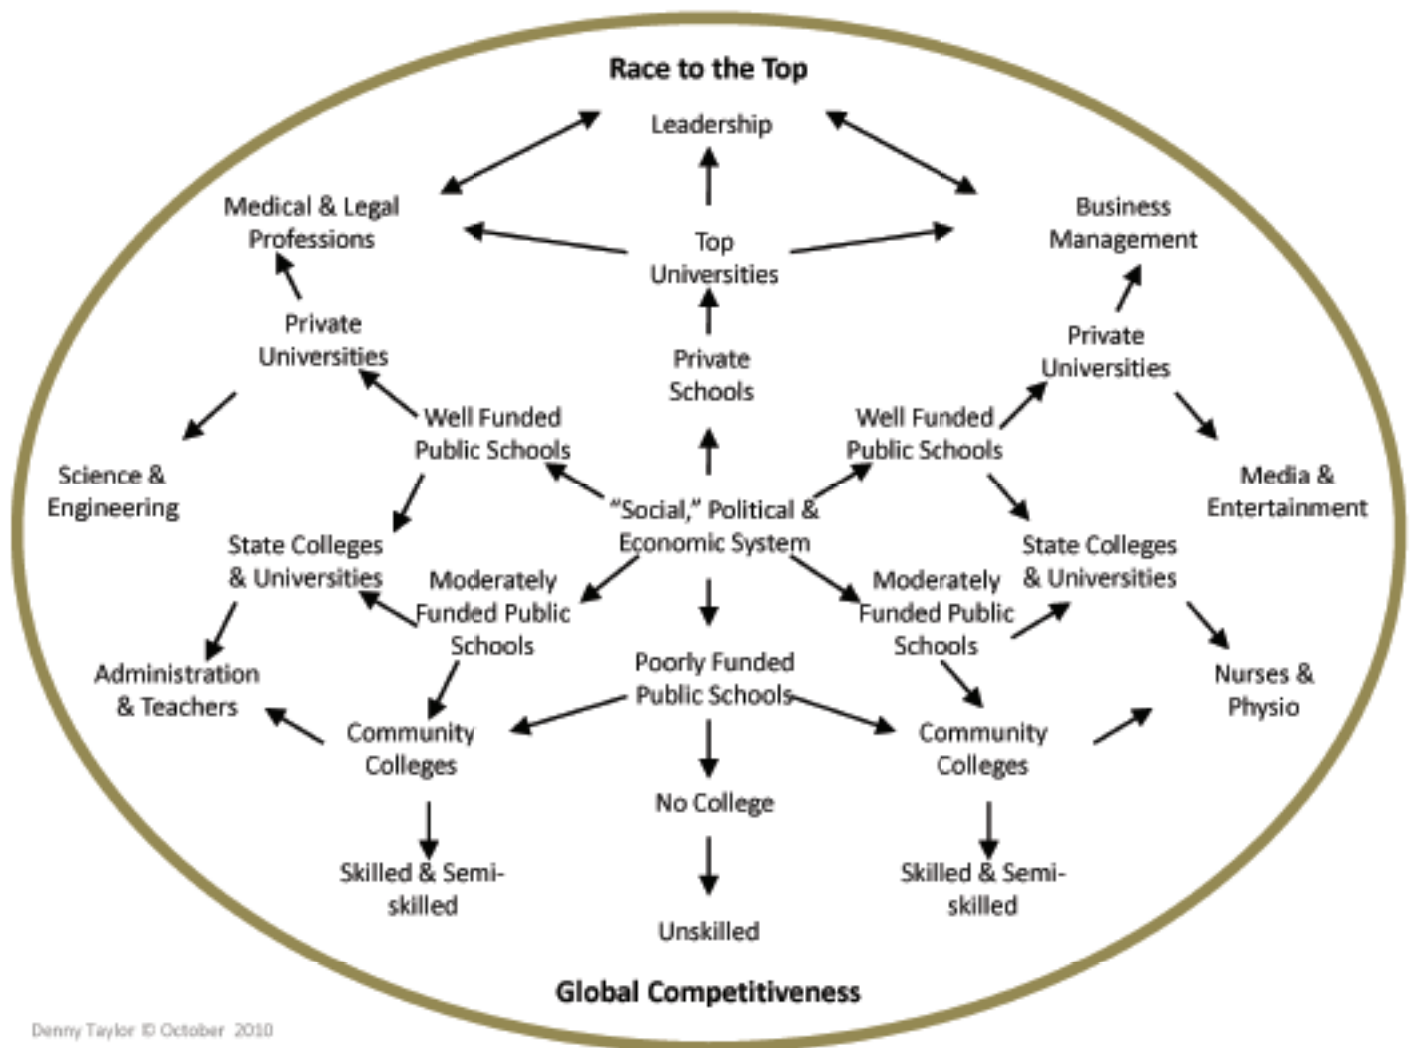 Race to the Top
Leadership
Medical & Legal
Professions
Business
Management
Top
Universities
Private
Universities
Private
Schools
Private
Universities
Well Funded
Public Schools
Well Funded
Public Schools
Science &
Engineering
Media &
Entertainment
“Social,” Political &
Economic System
State Colleges
& Universities
State Colleges
& Universities
Moderately
Funded Public
Schools
Moderately
Funded Public
Schools
Administration
& Teachers
Poorly Funded
Public Schools
Nurses &
Physio
Community
Colleges
Community
Colleges
No College
Skilled & Semi-
skilled
Skilled & Semi-
skilled
Unskilled
Global Competitiveness
Denny Taylor © October 2010